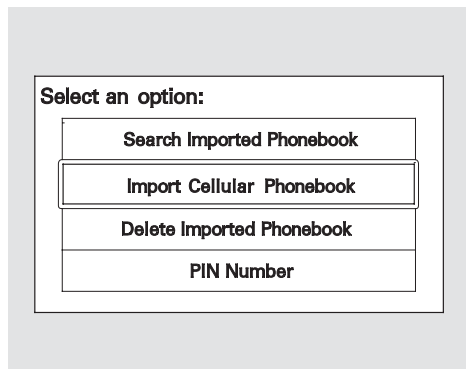 Select an option:
Search Imported Phonebook
Import Cellular Phonebook
Delete Imported Phonebook
PIN Number